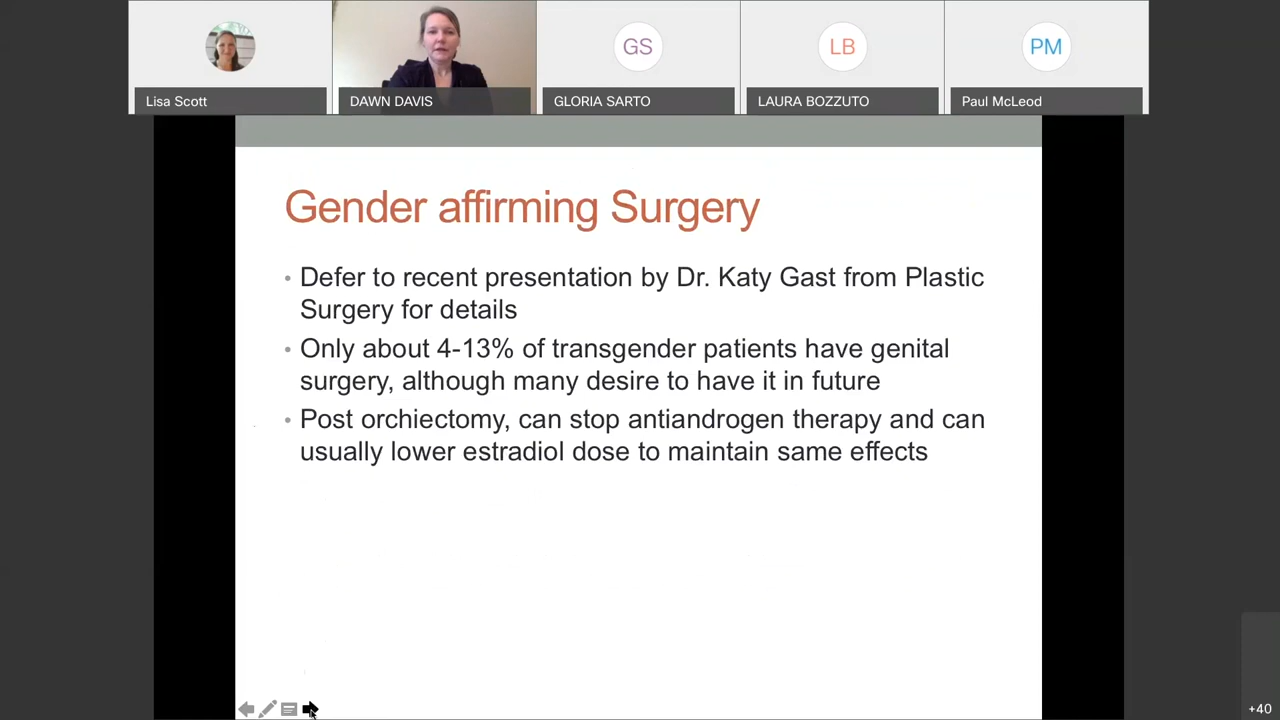 GS
LB
PM
Lisa Scott
DAWN DAVIS
GLORIA SARTO
LAURA BOZZUTO
Paul McLeod
Gender affirming Surgery
• Defer to recent presentation by Dr. Katy Gast from Plastic
Surgery for details
• Only about 4-13% of transgender patients have genital
surgery, although many desire to have it in future
• Post orchiectomy, can stop antiandrogen therapy and can
usually lower estradiol dose to maintain same effects
+40